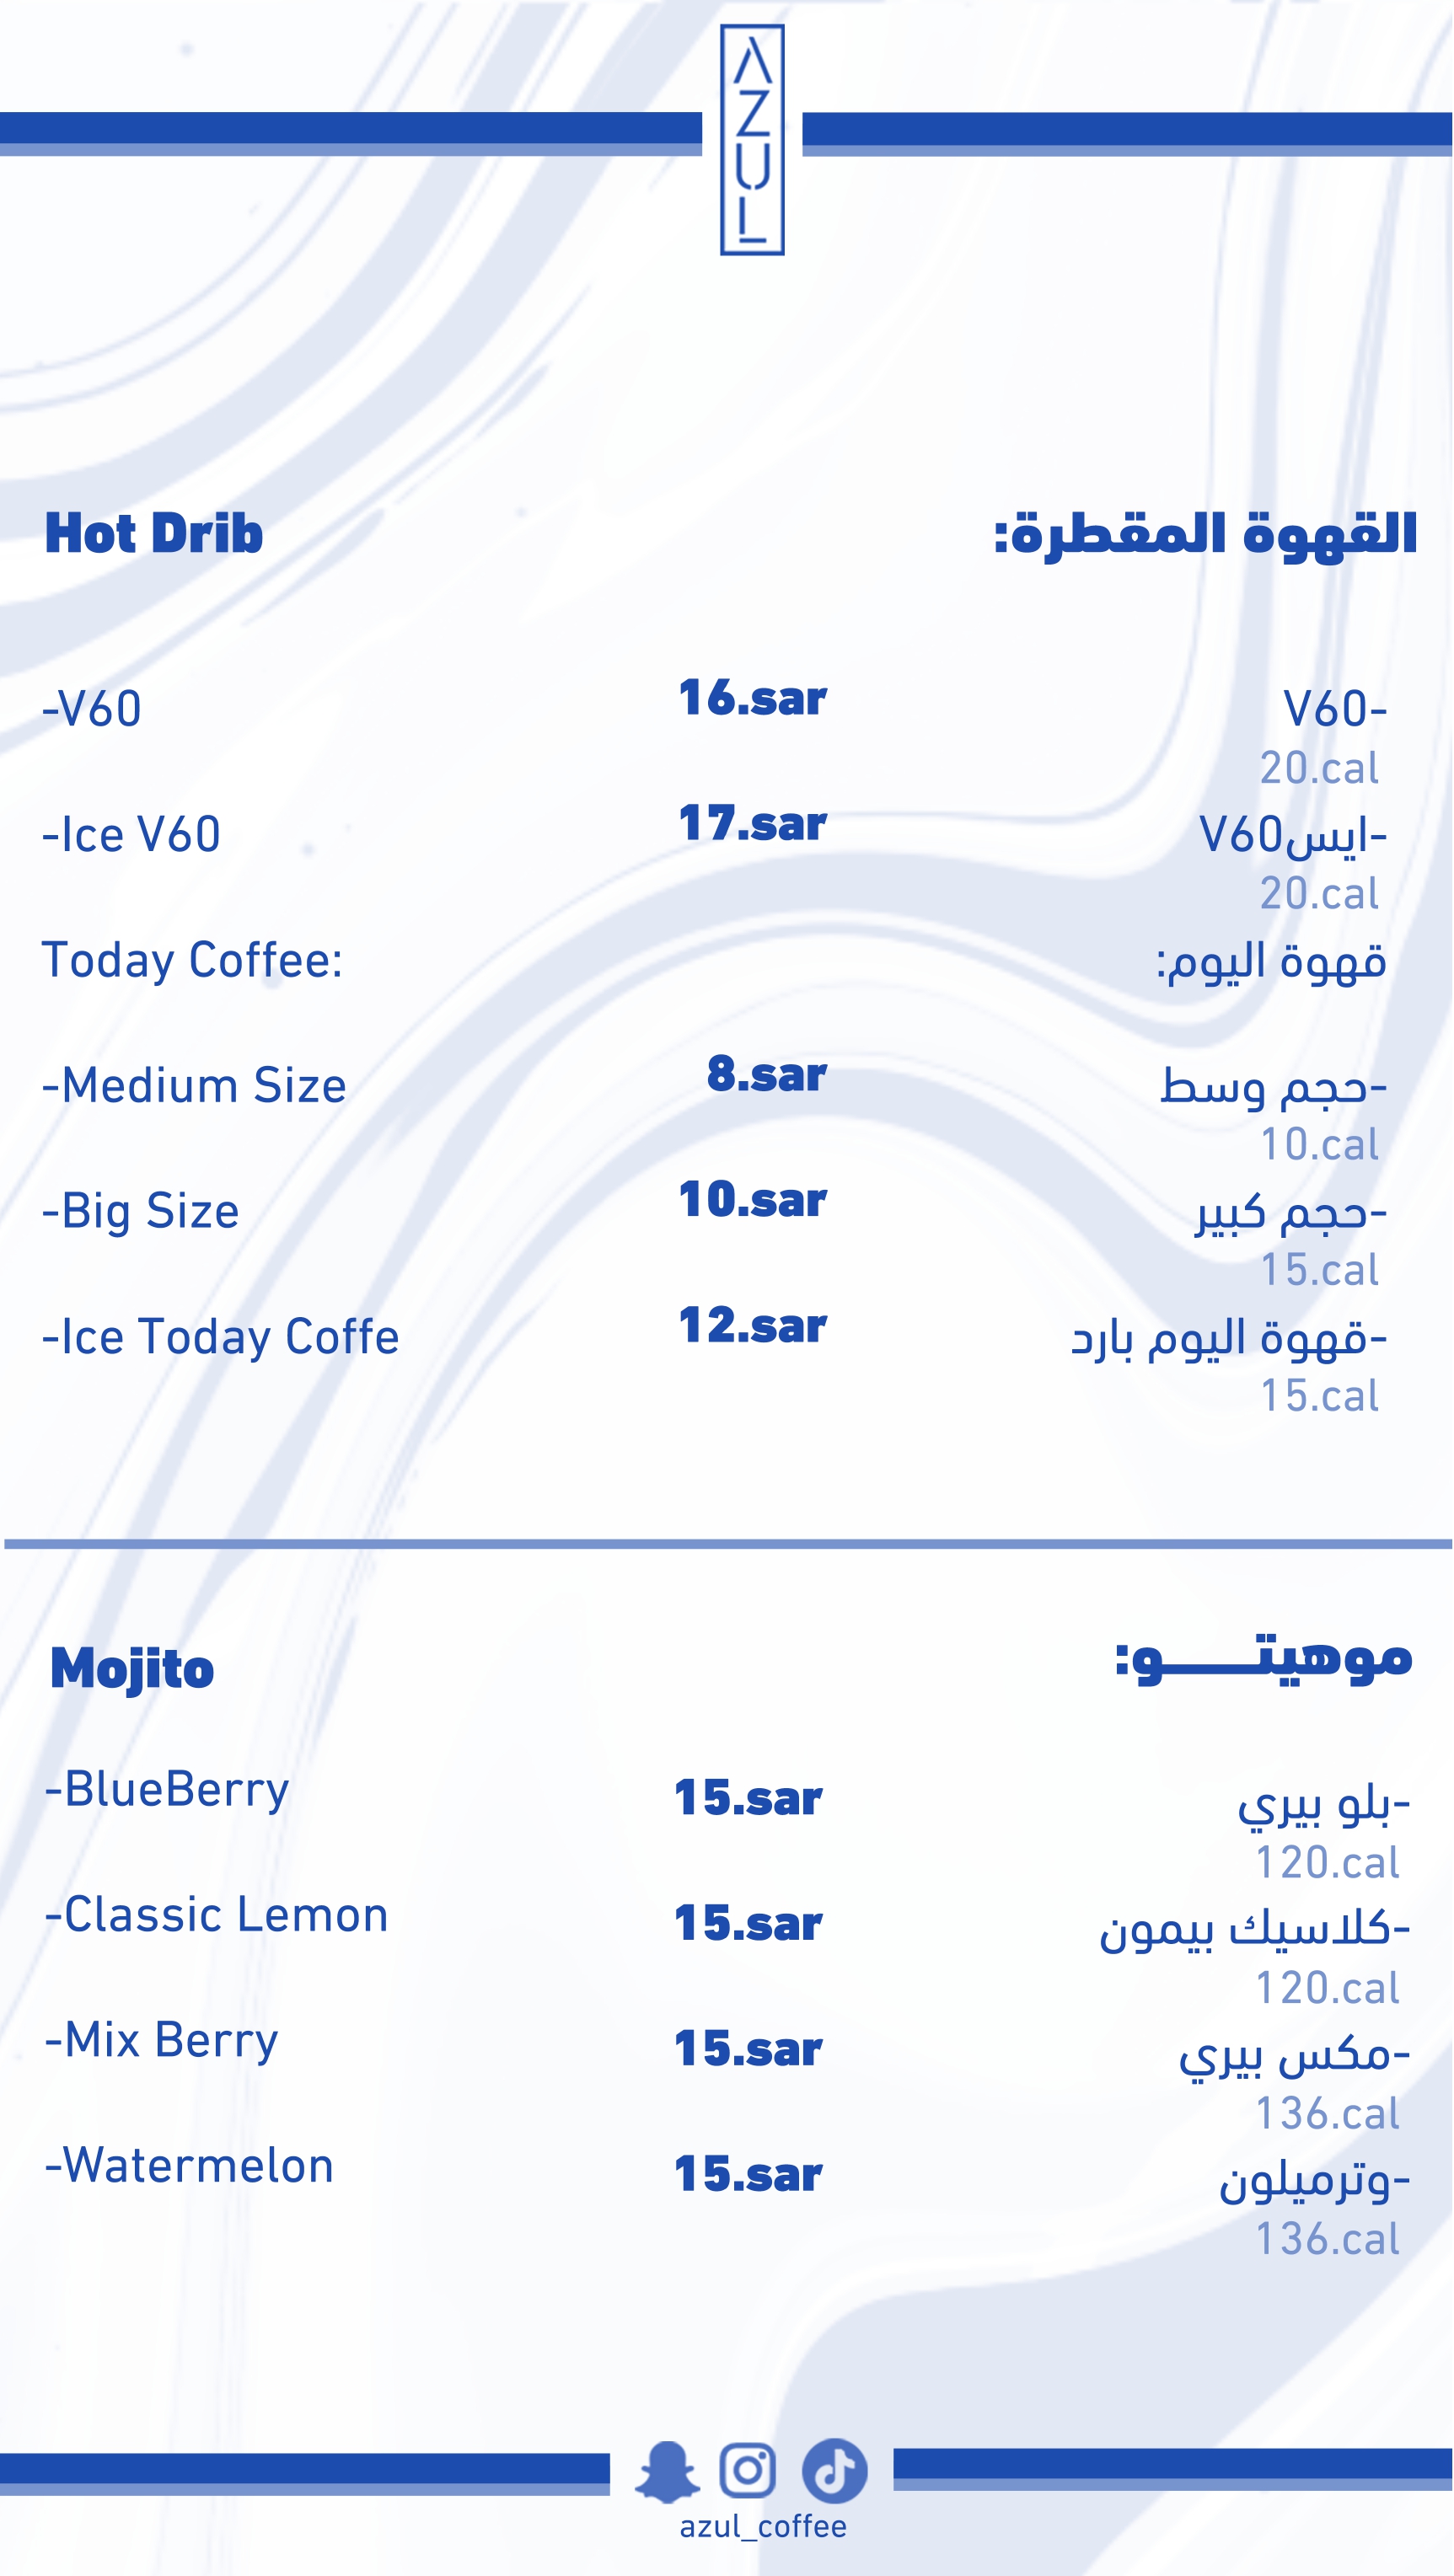 AZUL
Hot Drib
القهوة المقطرة:
-V60
16.sar
V60-
20.cal
-Ice V60
17.sar
-ايسV60
20.cal
Today Coffee:
قهوة اليوم:
-Medium Size
8.sar
-حجم وسط
10.cal
-Big Size
10.sar
-حجم كبير
15.cal
-Ice Today Coffe
12.sar
-قهوة اليوم بارد
15.cal
Mojito
موهيتـــــو:
-BlueBerry
15.sar
-بلو بيري
120.cal
-Classic Lemon
15.sar
-كلاسيك بيمون
120.cal
-Mix Berry
15.sar
-مكس بيري
136.cal
-Watermelon
15.sar
-وترميلون
136.cal
azul_coffee